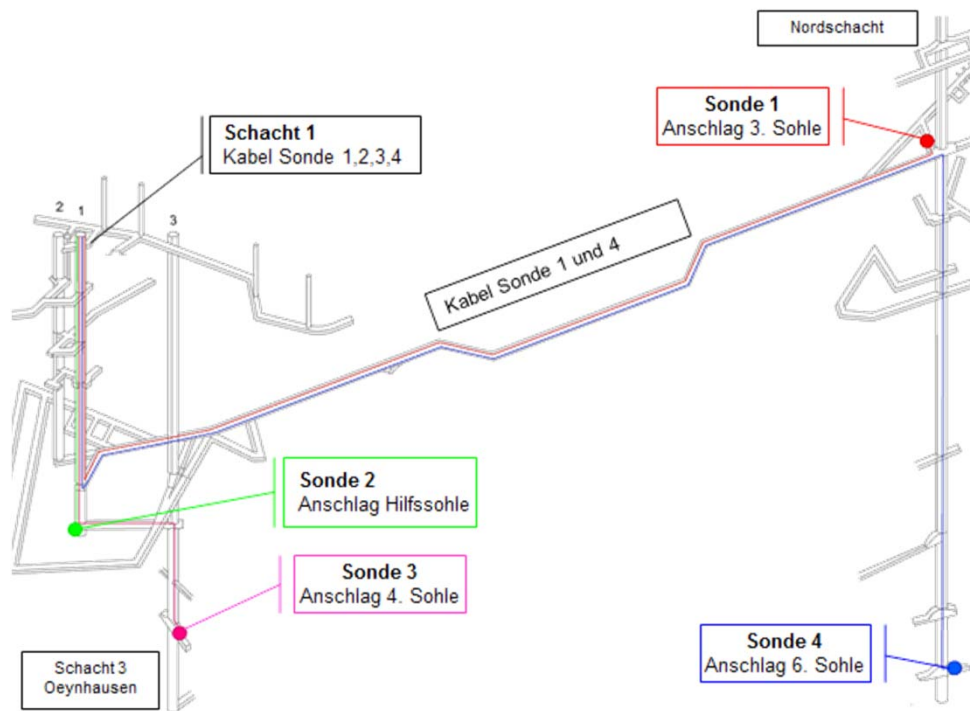 Nordschacht
Sonde 1
Anschlag 3. Sohle
Schacht 1
Kabel Sonde 1,2,3,4
2 1
3
Kabel Sonde 1 und 4
Sonde 2
Anschlag Hilfssohle
Sonde 3
Anschlag 4. Sohle
Sonde 4
Anschlag 6. Sohle
Schacht 3
Oeynhausen